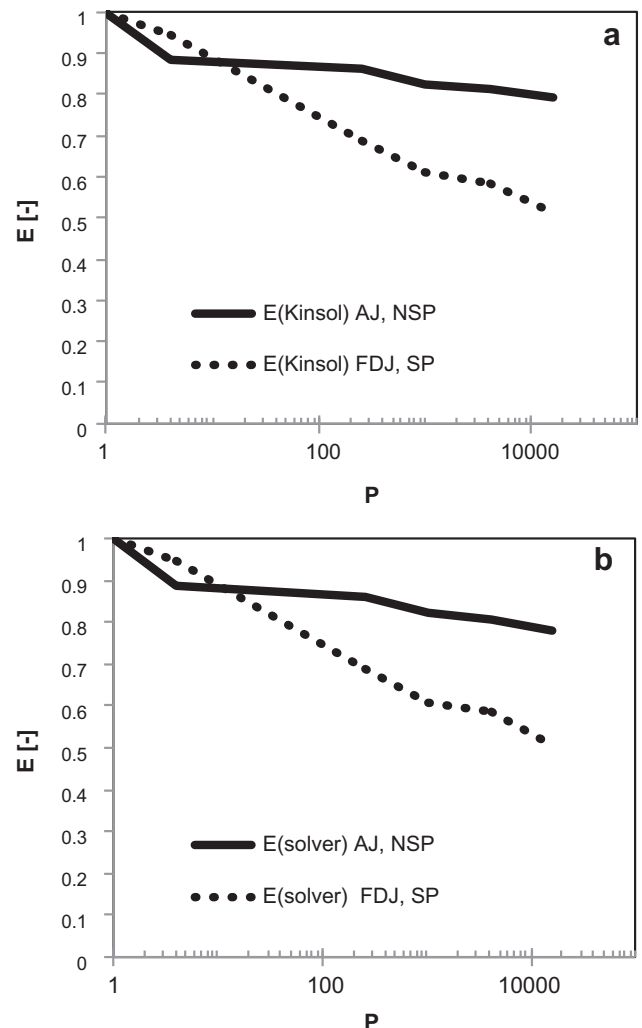 1
0.9
0.8
0.7
0.6
0.5
0.4
0.3
0.2
0.1
0
E [-]
a
E(Kinsol) AJ, NSP
E(Kinsol) FDJ, SP
1 100 10000
P
1
0.9
0.8
0.7
0.6
0.5
0.4
0.3
0.2
0.1
0
E [-]
b
E(solver) AJ, NSP
E(solver) FDJ, SP
1 100 10000
P